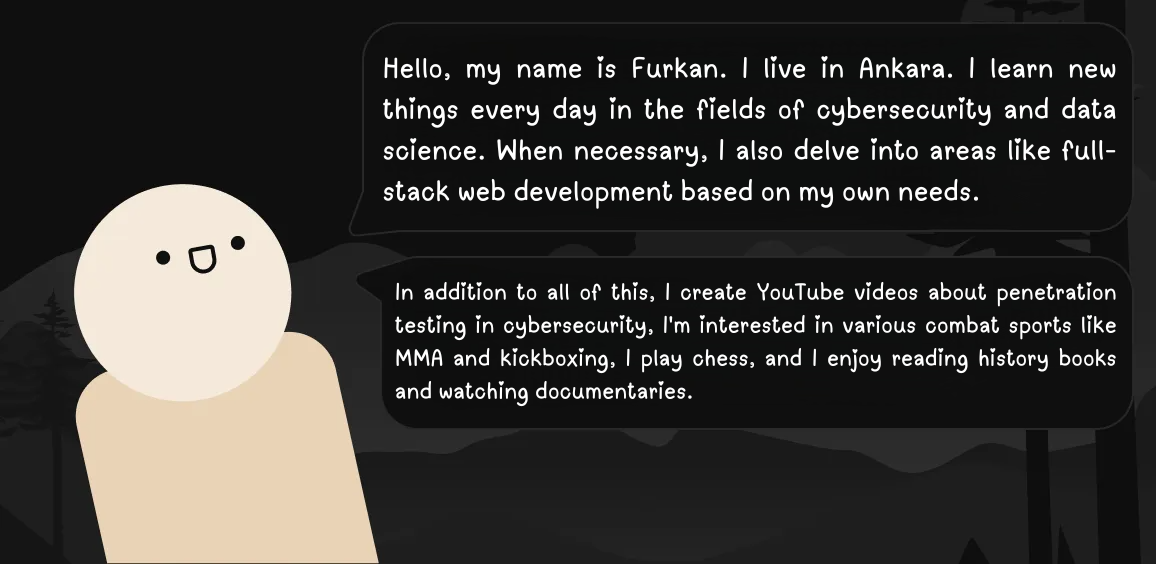 Hello, my name is Furkan. I live in Ankara. I learn new
things every day in the fields of cybersecurity and data
science. When necessary, I also delve into areas like full-
stack web development based on my own needs.
In addition to all of this, I create YouTube videos about penetration
testing in cybersecurity, I'm interested in various combat sports like
MMA and kickboxing, I play chess, and I enjoy reading history books
and watching documentaries.